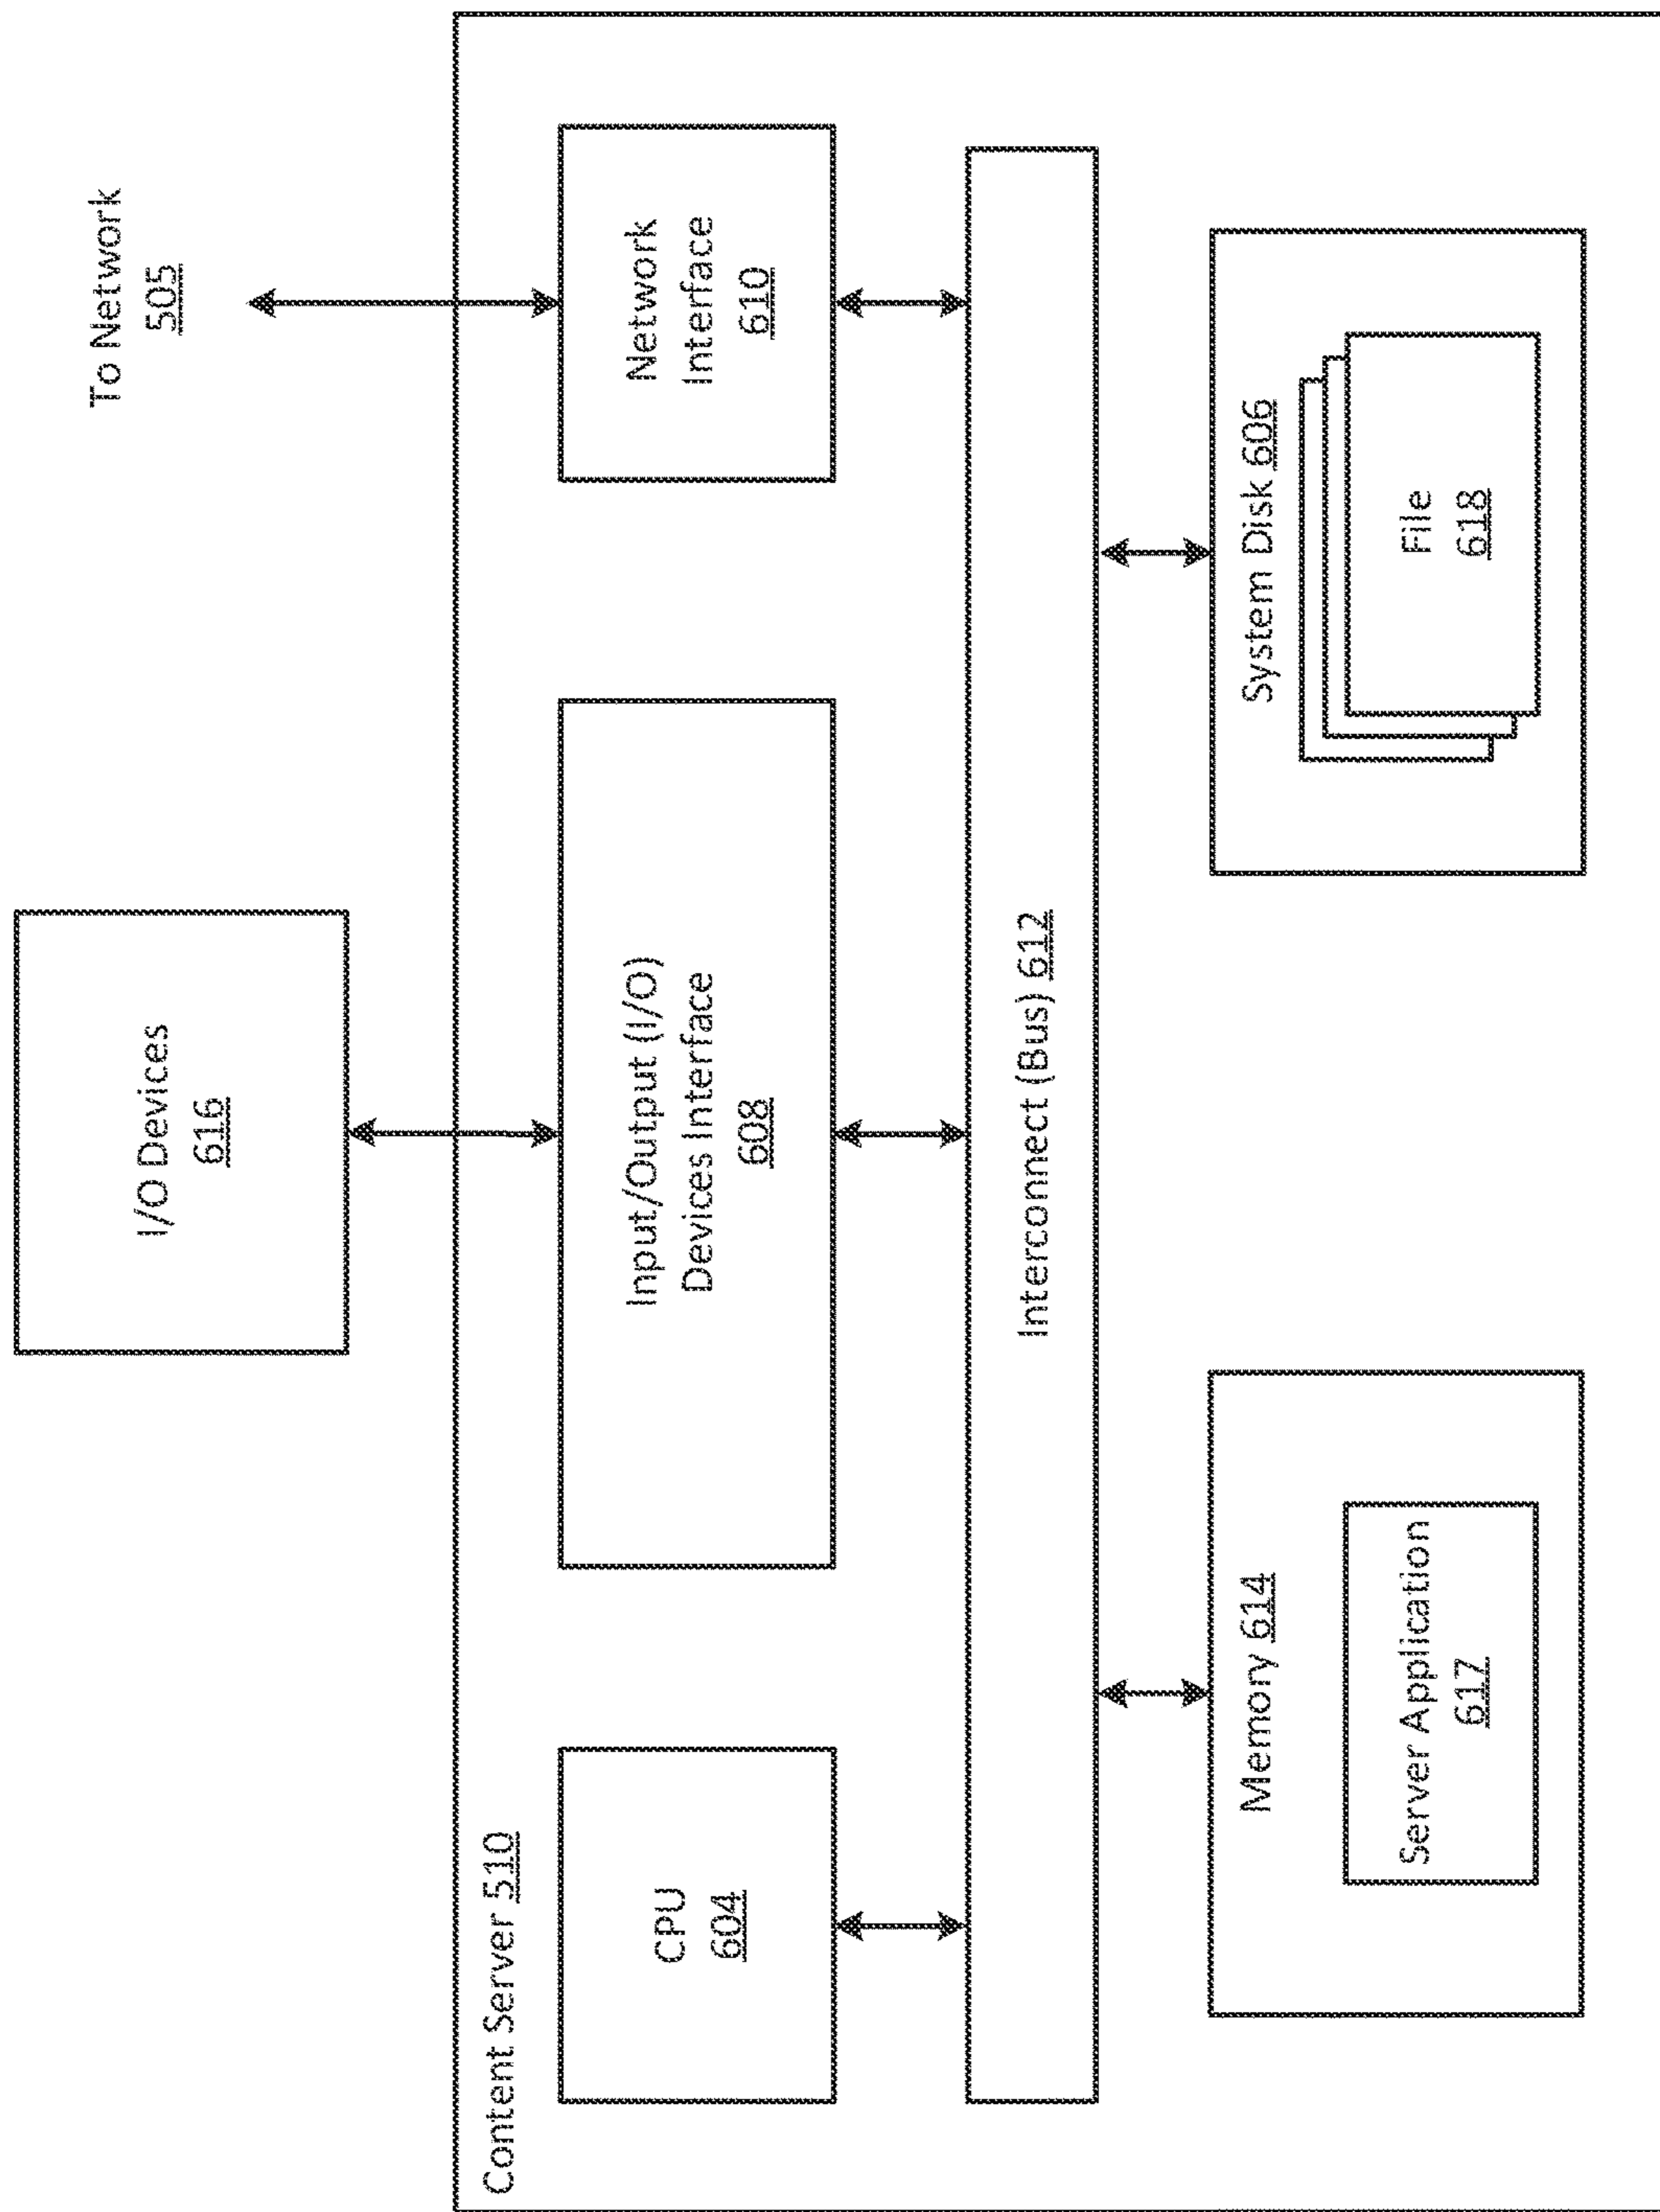 I/O Devices
616
To Network
505
Content Server 510
CPU
604
Input/Output (I/O)
Devices Interface
608
Network
Interface
610
Interconnect (Bus) 612
Memory 614
Server Application
617
System Disk 606
File
618